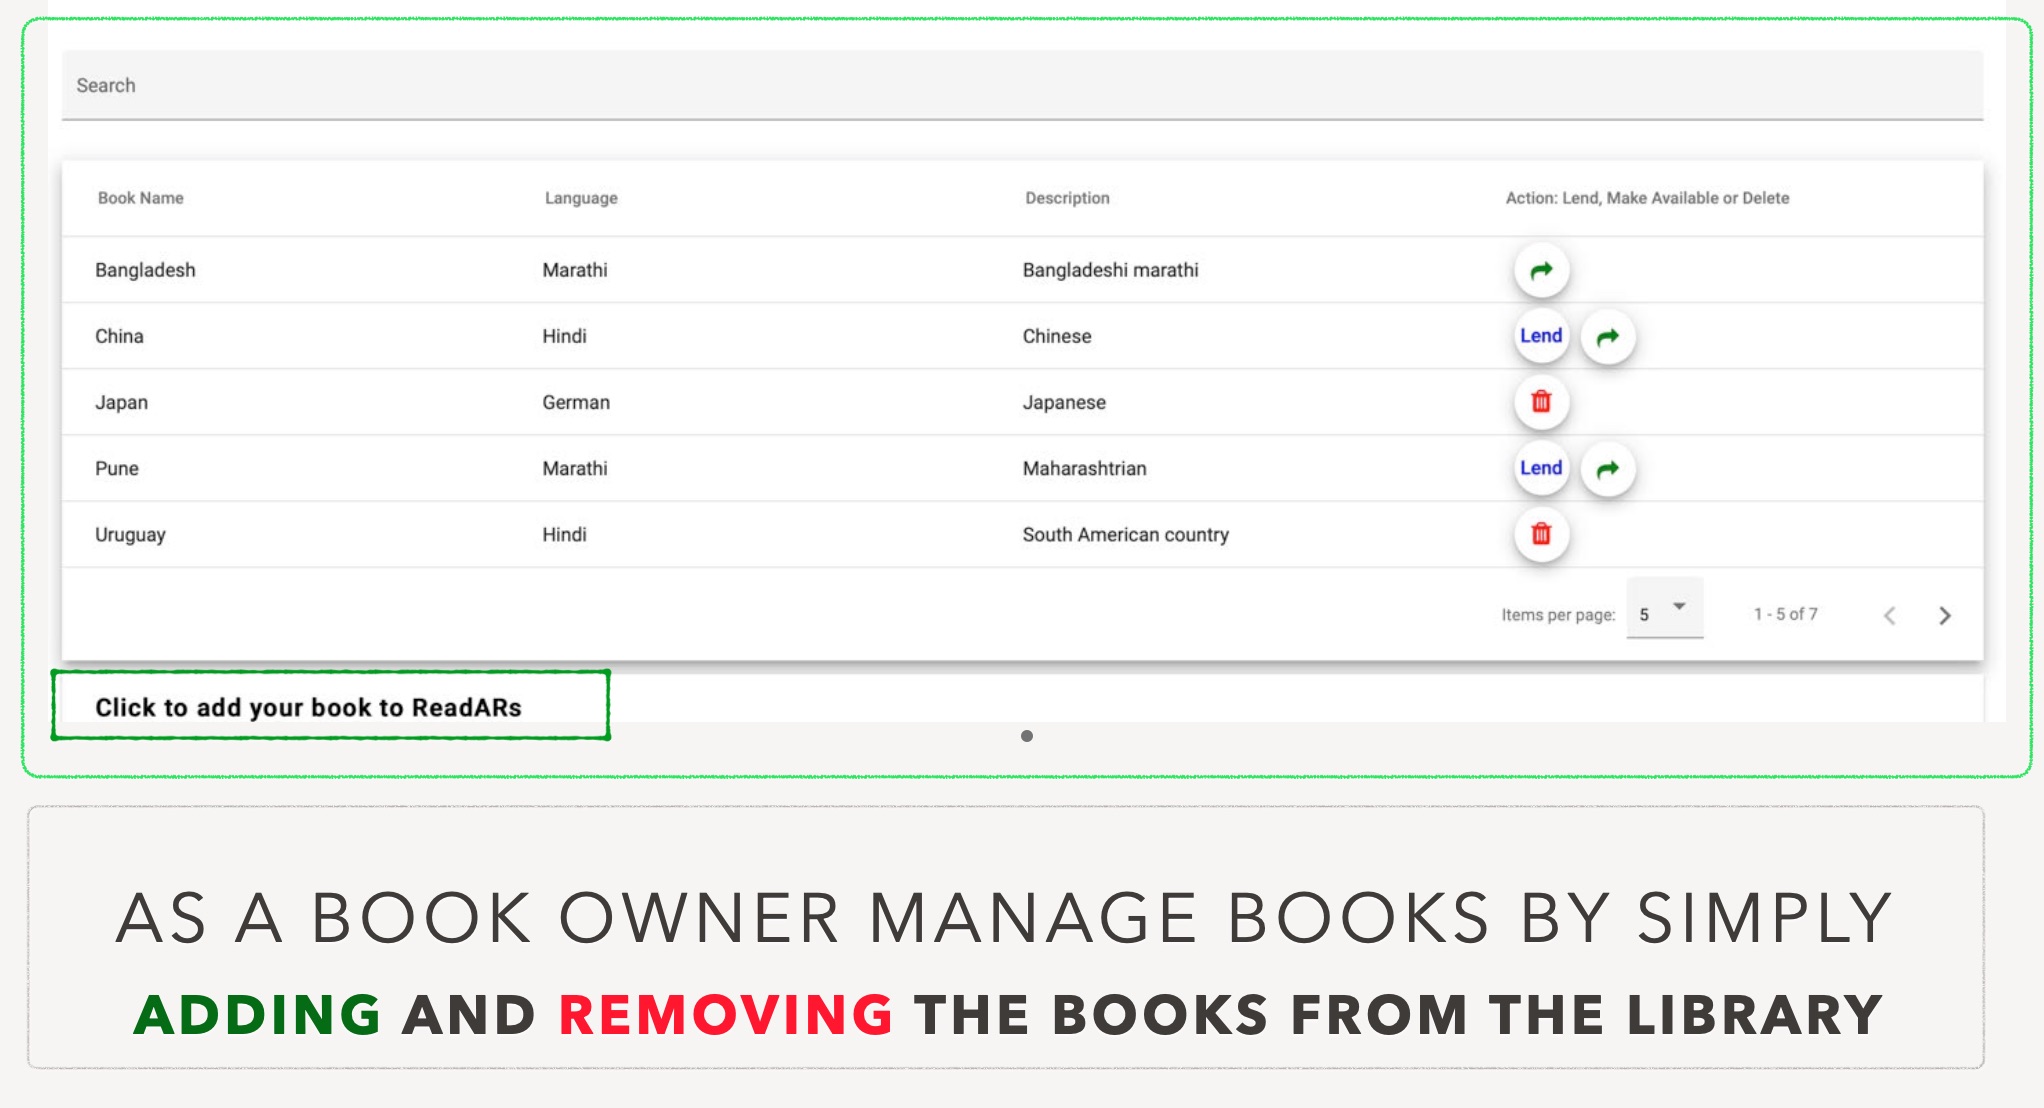 Search
Book Name Language Description Action: Lend, Make Available or Delete
Bangladesh Marathi Bangladeshi marathi
China Hindi Chinese Lend
Japan German Japanese
Pune Marathi Maharashtrian Lend
Uruguay Hindi South American country
Items per page: 5 1 - 5 of 7
Click to add your book to ReadARs
AS A BOOK OWNER MANAGE BOOKS BY SIMPLY
ADDING AND REMOVING THE BOOKS FROM THE LIBRARY